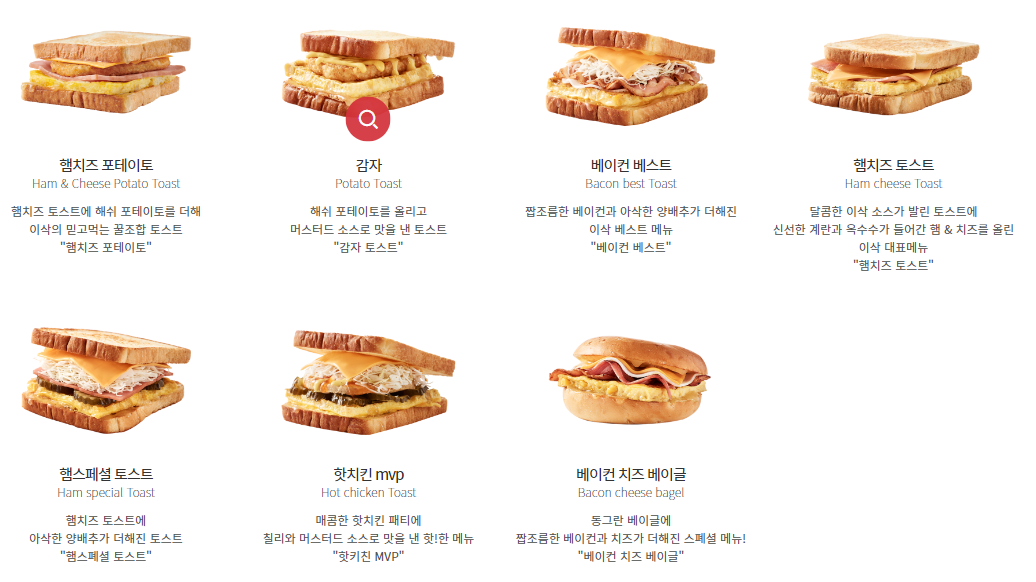 햄치즈 포테이토
Ham & Cheese Potato Toast
햄치즈 토스트에 해쉬 포테이토를 더해
이삭의 믿고먹는 꿀조합 토스트
"햄치즈 포테이토"
감자
Potato Toast
해쉬 포테이토를 올리고
머스터드 소스로 맛을 낸 토스트
"감자 토스트"
베이컨 베스트
Bacon best Toast
짭조름한 베이컨과 아삭한 양배추가 더해진
이삭 베스트 메뉴
"베이컨 베스트"
햄치즈 토스트
Ham cheese Toast
달콤한 이삭 소스가 발린 토스트에
신선한 계란과 옥수수가 들어간 햄 & 치즈를 올린
이삭 대표메뉴
"햄치즈 토스트"
햄스페셜 토스트
Ham special Toast
햄치즈 토스트에
아삭한 양배추가 더해진 토스트
"햄스폐셜 토스트"
핫치킨 mvp
Hot chicken Toast
매콤한 핫치킨 패티에
칠리와 머스터드 소스로 맛을 낸 핫!한 메뉴
"핫키친 MVP"
베이컨 치즈 베이글
Bacon cheese bagel
동그란 베이글에
짭조름한 베이컨과 치즈가 더해진 스폐셜 메뉴!
"베이컨 치즈 베이글"